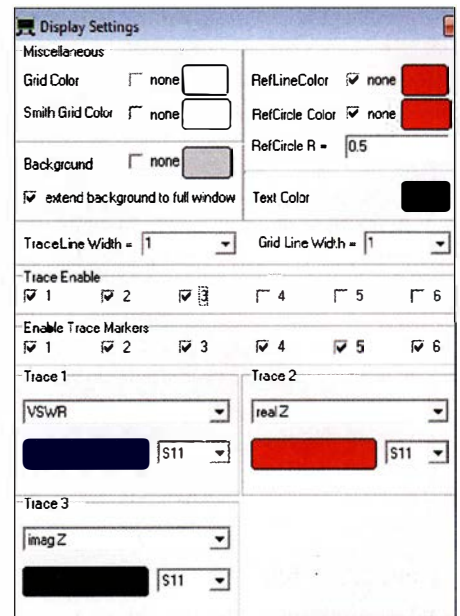 Display Settings
Miscellaneous
Grid Color none
RefLineColor none
Smith Grid Color none
RefCircle Color none
RefCircle R = 0.5
Background none
extend background to full window
Text Color
TraceLine Width = 1
Grid Line Width = 1
Trace Enable
1 2 3 4 5 6
Enable Trace Markers
1 2 3 4 5 6
Trace 1
Trace 2
VSWR
real Z
S11
S11
Trace 3
imag Z
S11